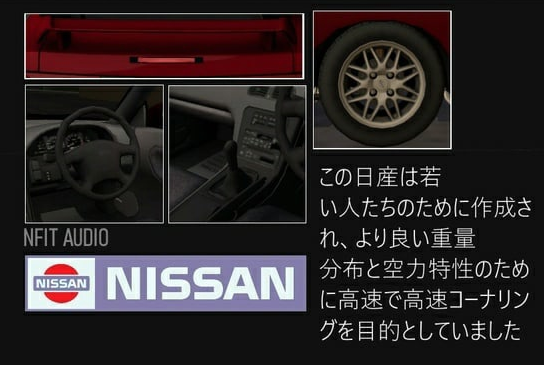 NFIT AUDIO
NISSAN
NISSAN
この日産は若
い人たちのために作成さ
れ、より良い重量
分布と空力特性のため
に高速で高速コーナリン
グを目的としていました